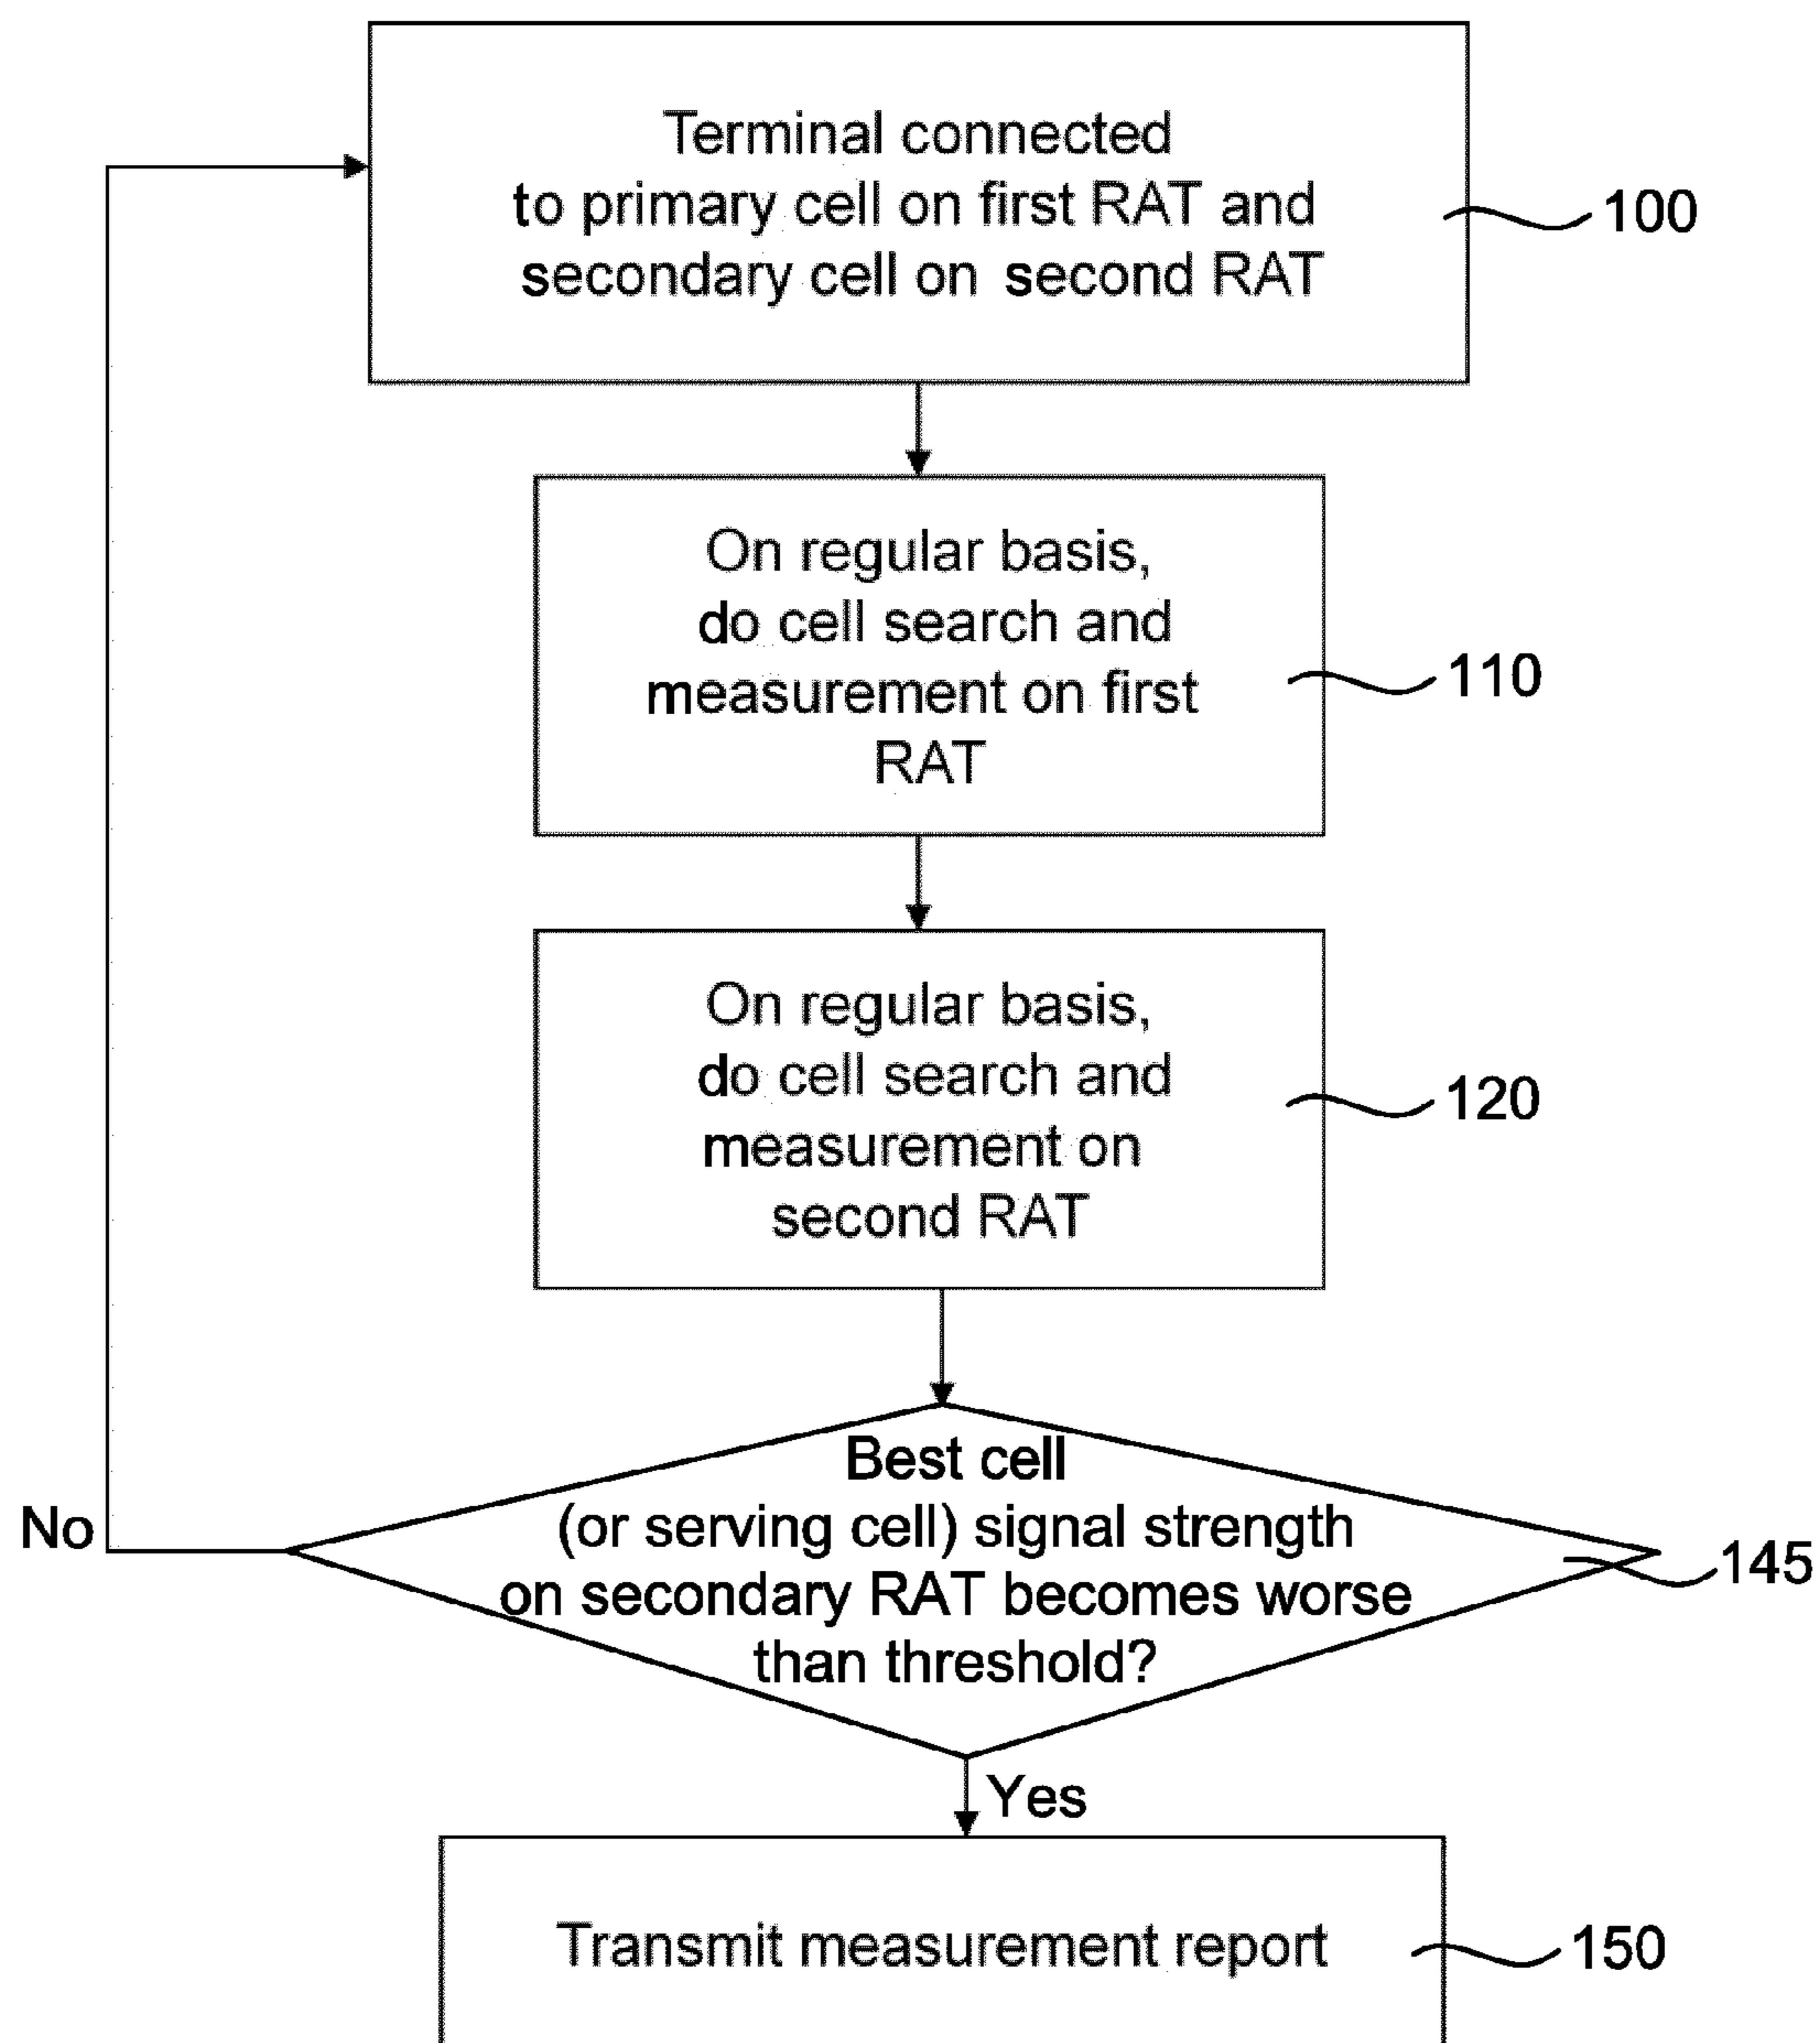 Terminal connected
to primary cell on first RAT and
secondary cell on second RAT
100
On regular basis,
do cell search and
measurement on first
RAT
110
On regular basis,
do cell search and
measurement on
second RAT
120
Best cell
(or serving cell) signal strength
on secondary RAT becomes worse
than threshold?
145
No
Yes
Transmit measurement report
150